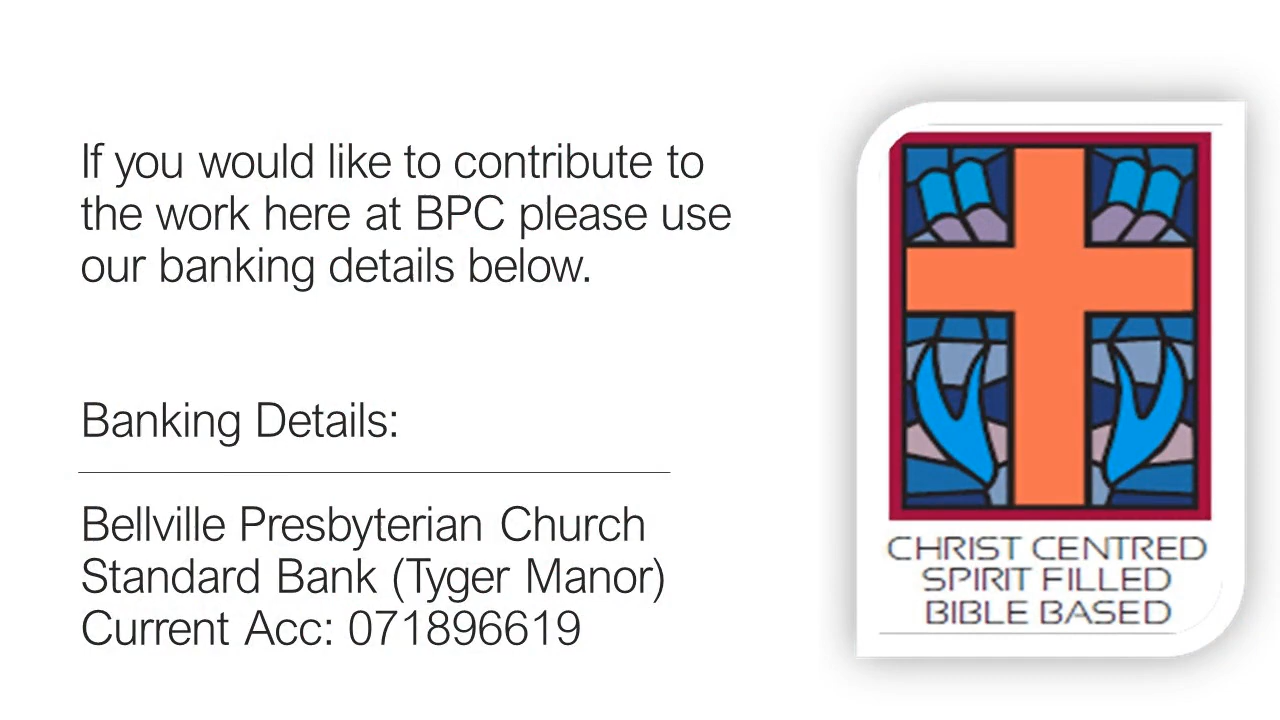 If you would like to contribute to
the work here at BPC please use
our banking details below.
Banking Details:
Bellville Presbyterian Church
Standard Bank (Tyger Manor)
Current Acc: 071896619
CHRIST CENTRED
SPIRIT FILLED
BIBLE BASED